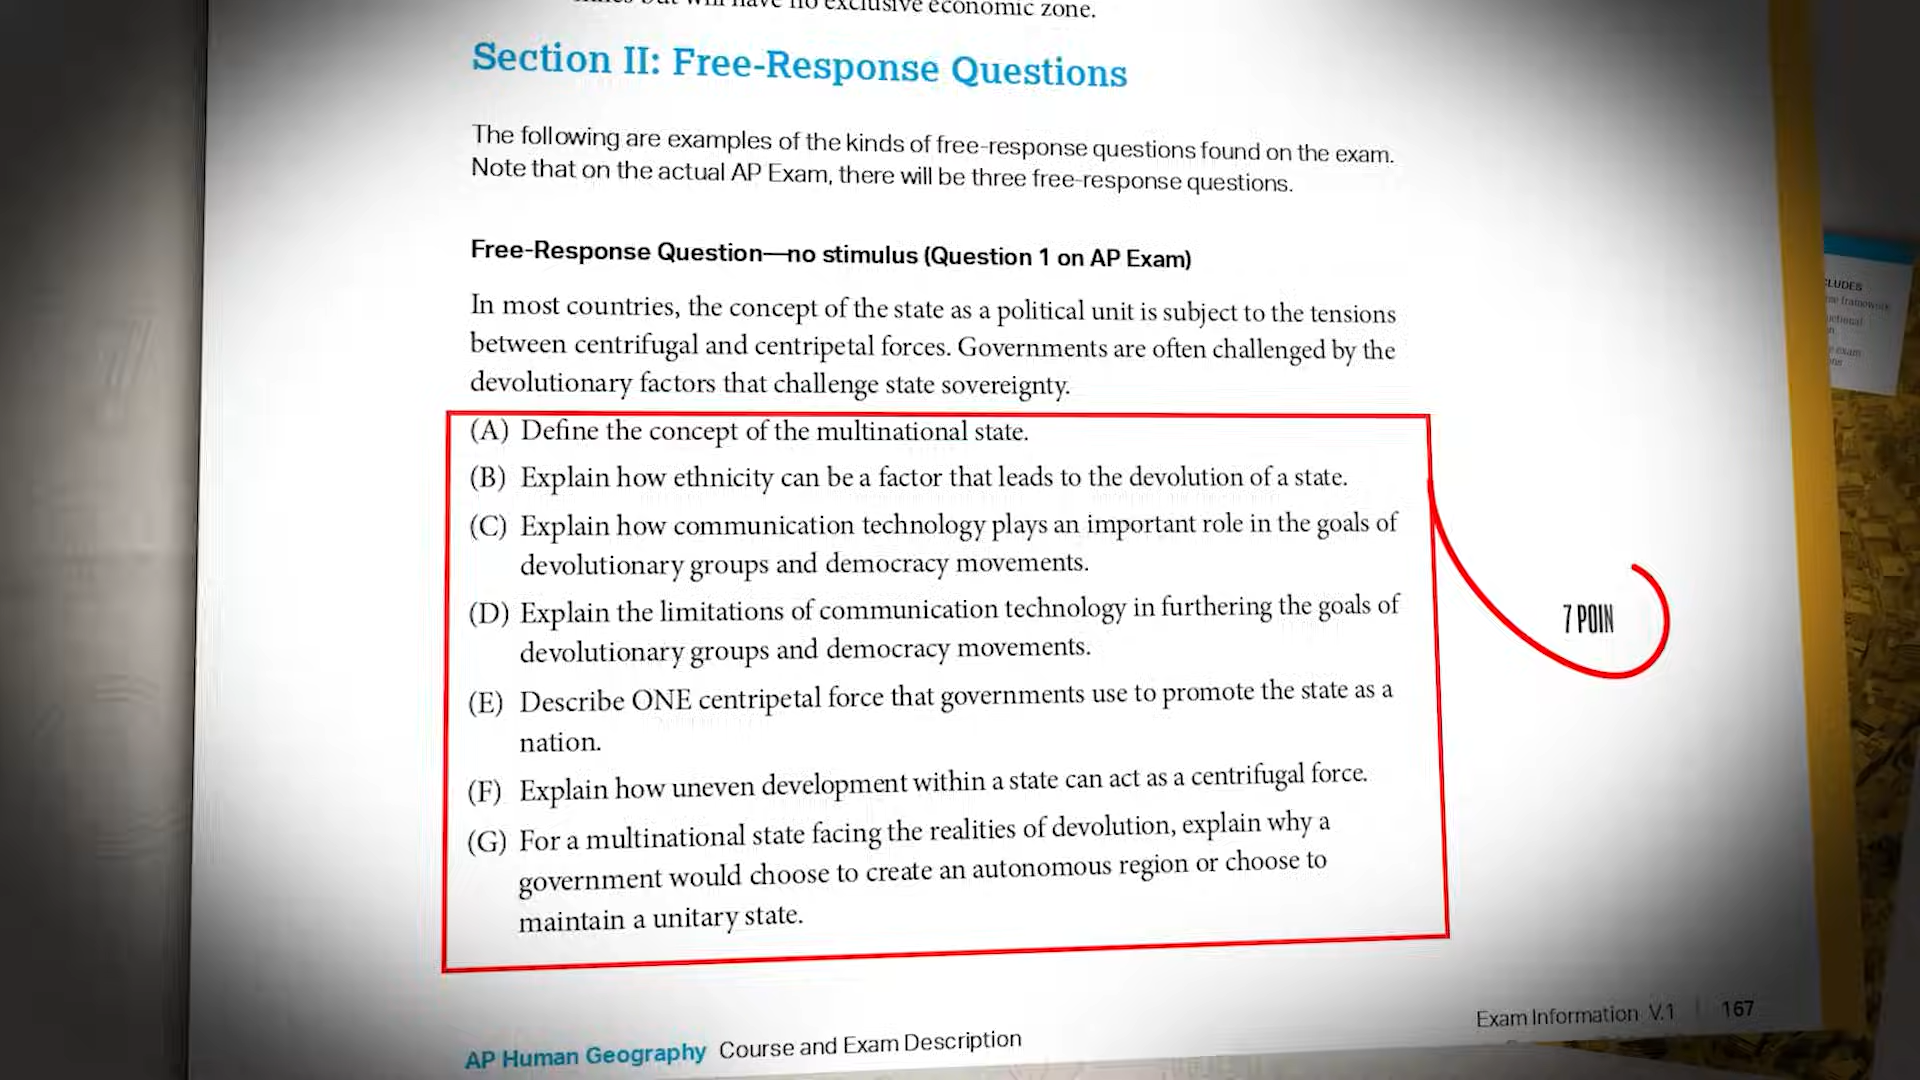 exclusive economic zone.
Section II: Free-Response Questions
The following are examples of the kinds of free-response questions found on the exam.
Note that on the actual AP Exam, there will be three free-response questions.
Free-Response Question—no stimulus (Question 1 on AP Exam)
In most countries, the concept of the state as a political unit is subject to the tensions
between centrifugal and centripetal forces. Governments are often challenged by the
devolutionary factors that challenge state sovereignty.
(A) Define the concept of the multinational state.
(B) Explain how ethnicity can be a factor that leads to the devolution of a state.
(C) Explain how communication technology plays an important role in the goals of
devolutionary groups and democracy movements.
(D) Explain the limitations of communication technology in furthering the goals of
devolutionary groups and democracy movements.
(E) Describe ONE centripetal force that governments use to promote the state as a
nation.
(F) Explain how uneven development within a state can act as a centrifugal force.
(G) For a multinational state facing the realities of devolution, explain why a
government would choose to create an autonomous region or choose to
maintain a unitary state.
7 POIN
AP Human Geography Course and Exam Description
Exam Information V.1 | 167